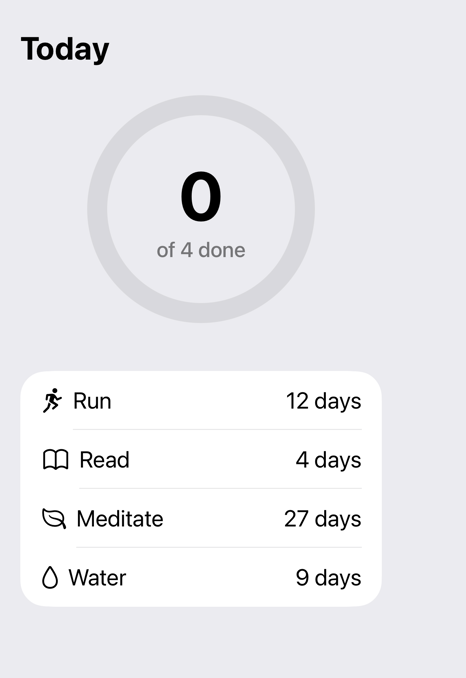 Today
0
of 4 done
Run 12 days
Read 4 days
Meditate 27 days
Water 9 days